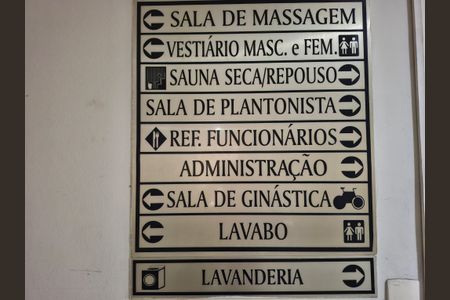 SALA DE MASSAGEM
VESTIÁRIO MASC. e FEM.
SAUNA SECA/REPOUSO
SALA DE PLANTONISTA
REF. FUNCIONÁRIOS
ADMINISTRAÇÃO
SALA DE GINÁSTICA
LAVABO
LAVANDERIA